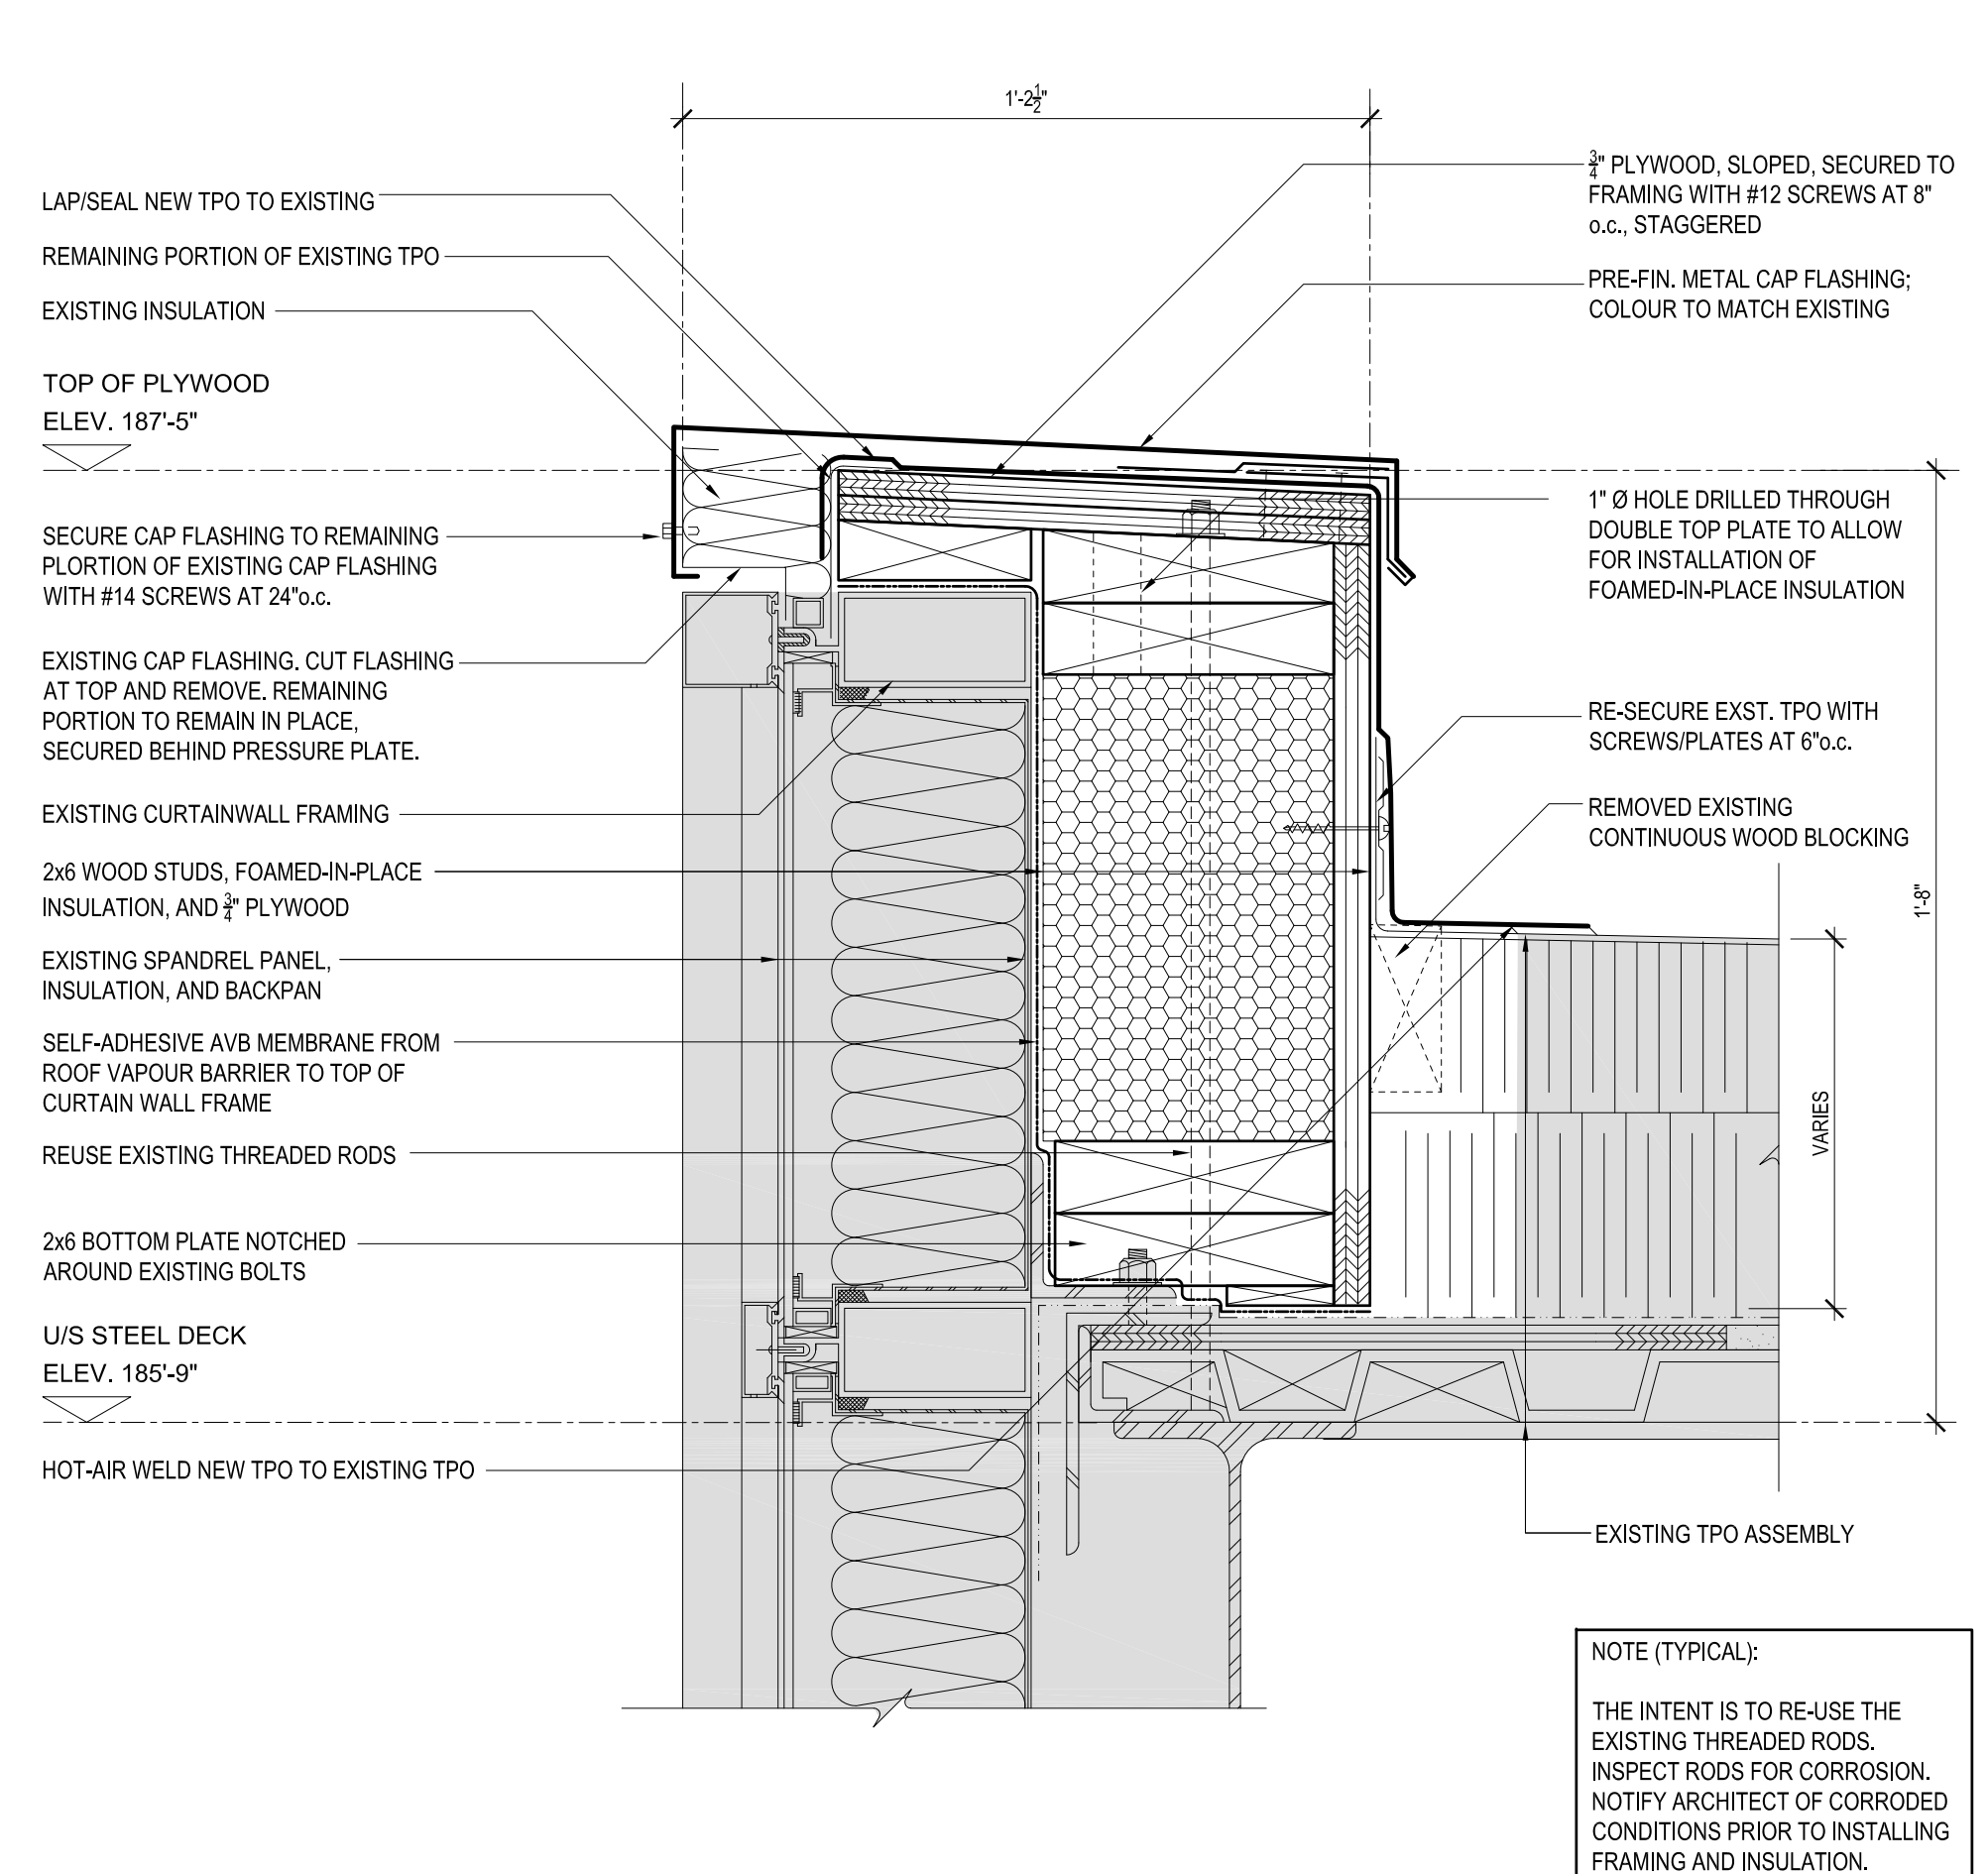 1'-2½"
LAP/SEAL NEW TPO TO EXISTING
REMAINING PORTION OF EXISTING TPO
EXISTING INSULATION
TOP OF PLYWOOD
ELEV. 187'-5"
SECURE CAP FLASHING TO REMAINING
PLORTION OF EXISTING CAP FLASHING
WITH #14 SCREWS AT 24"o.c.
EXISTING CAP FLASHING. CUT FLASHING
AT TOP AND REMOVE. REMAINING
PORTION TO REMAIN IN PLACE,
SECURED BEHIND PRESSURE PLATE.
EXISTING CURTAINWALL FRAMING
2x6 WOOD STUDS, FOAMED-IN-PLACE
INSULATION, AND ¾" PLYWOOD
EXISTING SPANDREL PANEL,
INSULATION, AND BACKPAN
SELF-ADHESIVE AVB MEMBRANE FROM
ROOF VAPOUR BARRIER TO TOP OF
CURTAIN WALL FRAME
REUSE EXISTING THREADED RODS
2x6 BOTTOM PLATE NOTCHED
AROUND EXISTING BOLTS
U/S STEEL DECK
ELEV. 185'-9"
HOT-AIR WELD NEW TPO TO EXISTING TPO
¾" PLYWOOD, SLOPED, SECURED TO
FRAMING WITH #12 SCREWS AT 8"
o.c., STAGGERED
PRE-FIN. METAL CAP FLASHING;
COLOUR TO MATCH EXISTING
1" Ø HOLE DRILLED THROUGH
DOUBLE TOP PLATE TO ALLOW
FOR INSTALLATION OF
FOAMED-IN-PLACE INSULATION
RE-SECURE EXST. TPO WITH
SCREWS/PLATES AT 6"o.c.
REMOVED EXISTING
CONTINUOUS WOOD BLOCKING
1'-8"
VARIES
EXISTING TPO ASSEMBLY
NOTE (TYPICAL):
THE INTENT IS TO RE-USE THE
EXISTING THREADED RODS.
INSPECT RODS FOR CORROSION.
NOTIFY ARCHITECT OF CORRODED
CONDITIONS PRIOR TO INSTALLING
FRAMING AND INSULATION.